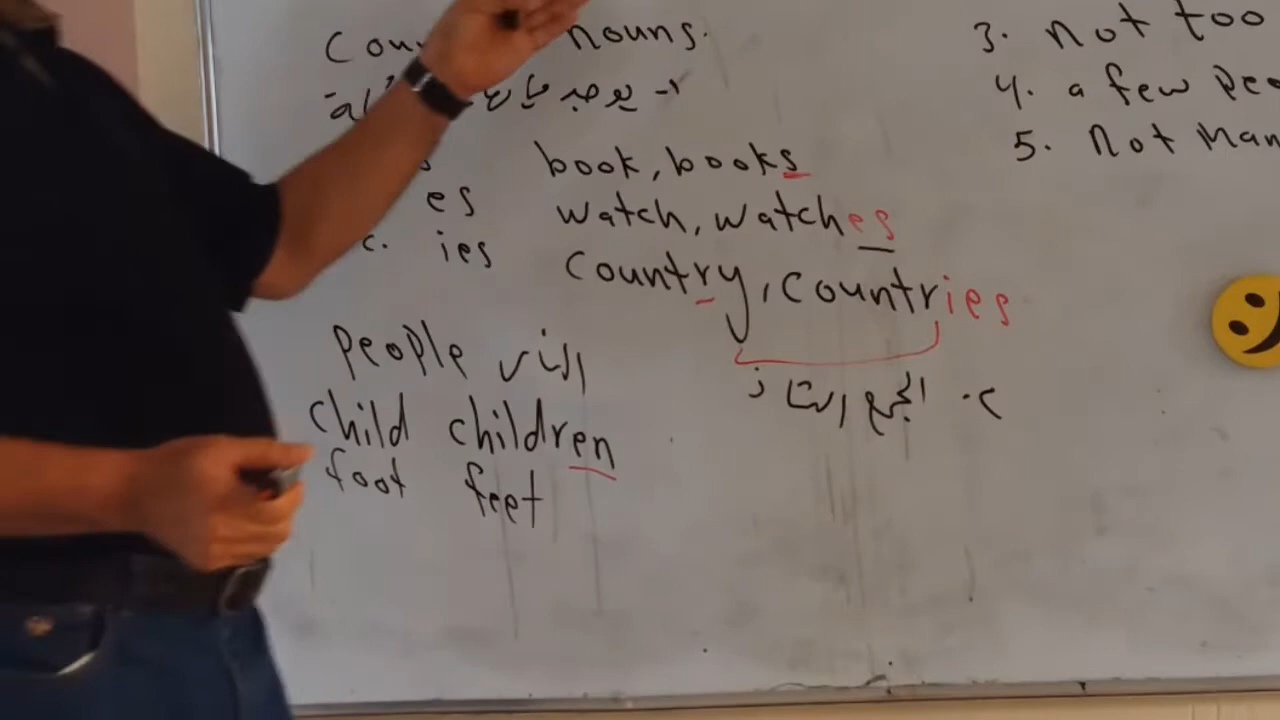 nouns.
book, books
es watch, watches
c. ies country, countries
people الناس
٢. الجمع الشاذ
child children
foot feet
3. Not too
4. a few
5. Not